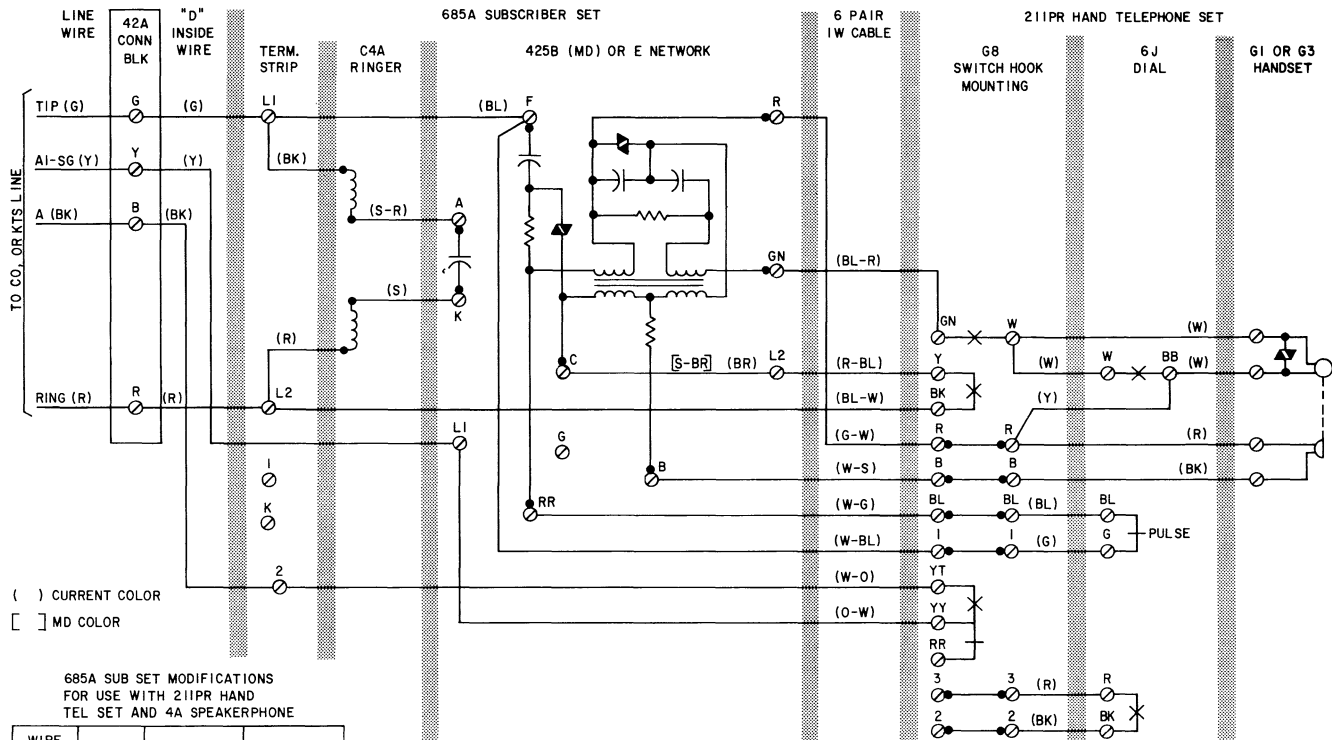 LINE WIRE
42A CONN BLK
"D" INSIDE WIRE
685A SUBSCRIBER SET
TERM. STRIP
C4A RINGER
425B (MD) OR E NETWORK
6 PAIR IW CABLE
211PR HAND TELEPHONE SET
G8 SWITCH HOOK MOUNTING
6J DIAL
G1 OR G3 HANDSET
TO CO, OR KTS LINE
TIP (G) G (G) L1 (BL) F R
AI-SG (Y) Y (Y) (BK)
A (BK) B (BK) (S-R) A
GN (BL-R)
(S) K
(R) GN W (W)
C [S-BR] (BR) L2 (R-BL) Y (W) W BB (W)
RING (R) R (R) L2 (BL-W) BK (Y)
L1 G (G-W) R R (R)
I B (W-S) B B (BK)
K RR (W-G) BL BL (BL) BL
(W-BL) I I (G) G PULSE
2 (W-O) YT
( ) CURRENT COLOR
[ ] MD COLOR
(O-W) YY
RR
685A SUB SET MODIFICATIONS
FOR USE WITH 211PR HAND
TEL SET AND 4A SPEAKERPHONE
3 3 (R) R
2 2 (BK) BK
WIRE